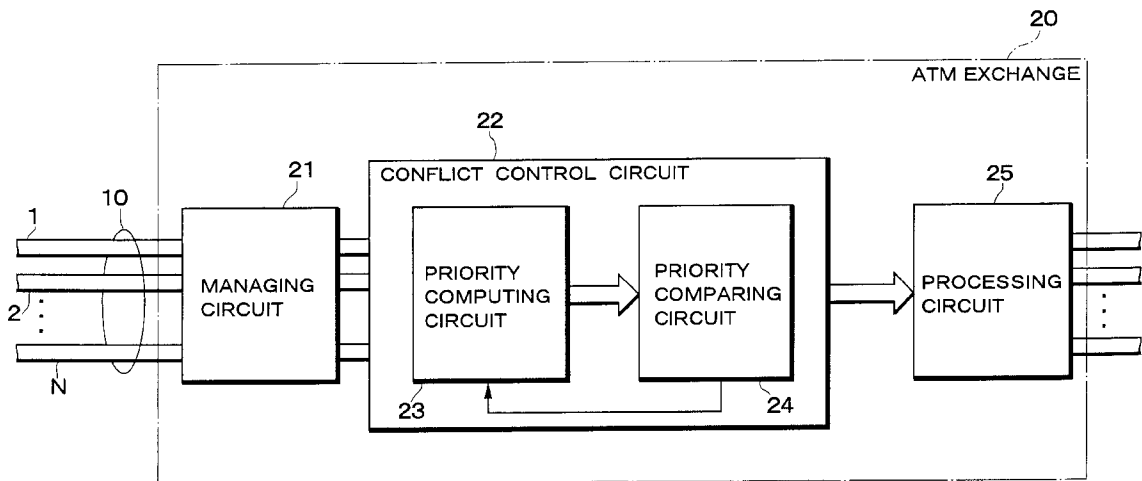 20
ATM EXCHANGE
22
CONFLICT CONTROL CIRCUIT
21
25
10
1
2
N
MANAGING
CIRCUIT
PRIORITY
COMPUTING
CIRCUIT
23
PRIORITY
COMPARING
CIRCUIT
24
PROCESSING
CIRCUIT